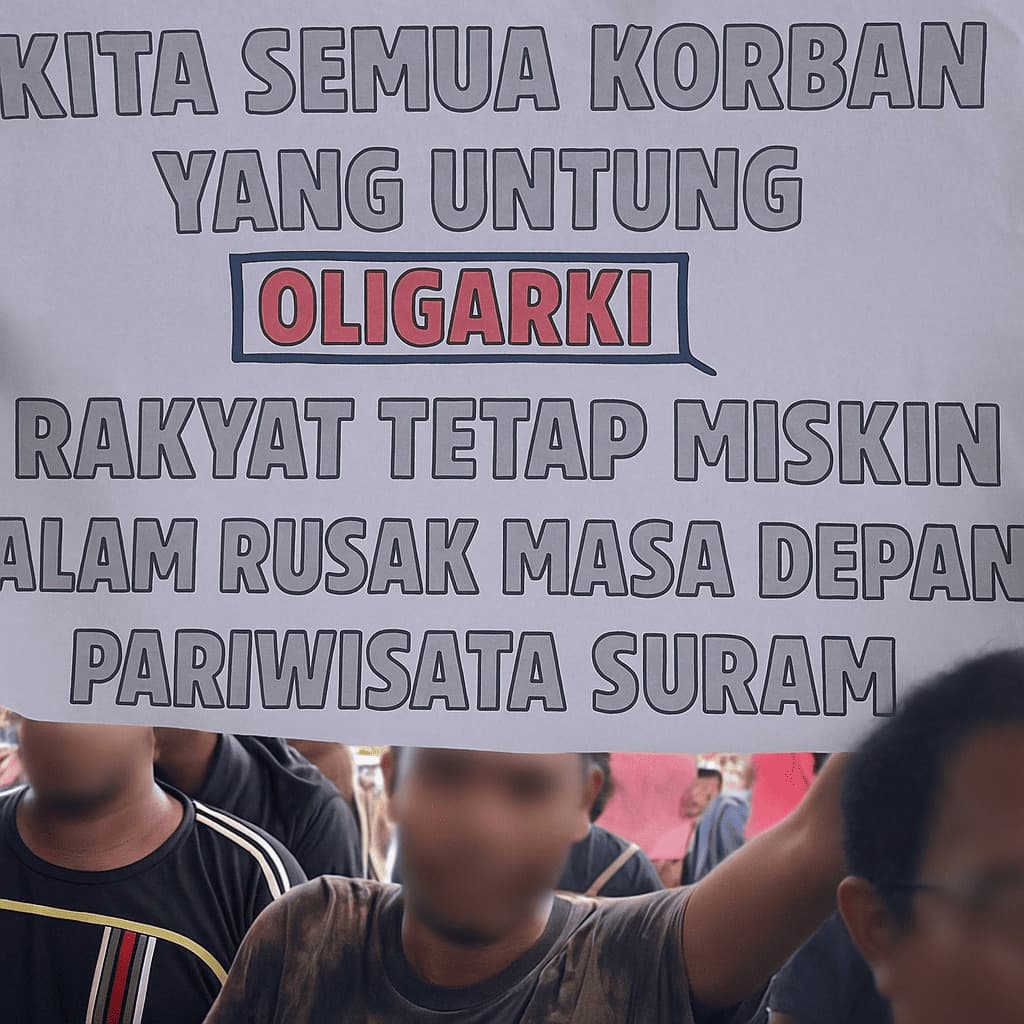 KITA SEMUA KORBAN
YANG UNTUNG
OLIGARKI
RAKYAT TETAP MISKIN
ALAM RUSAK MASA DEPAN
PARIWISATA SURAM